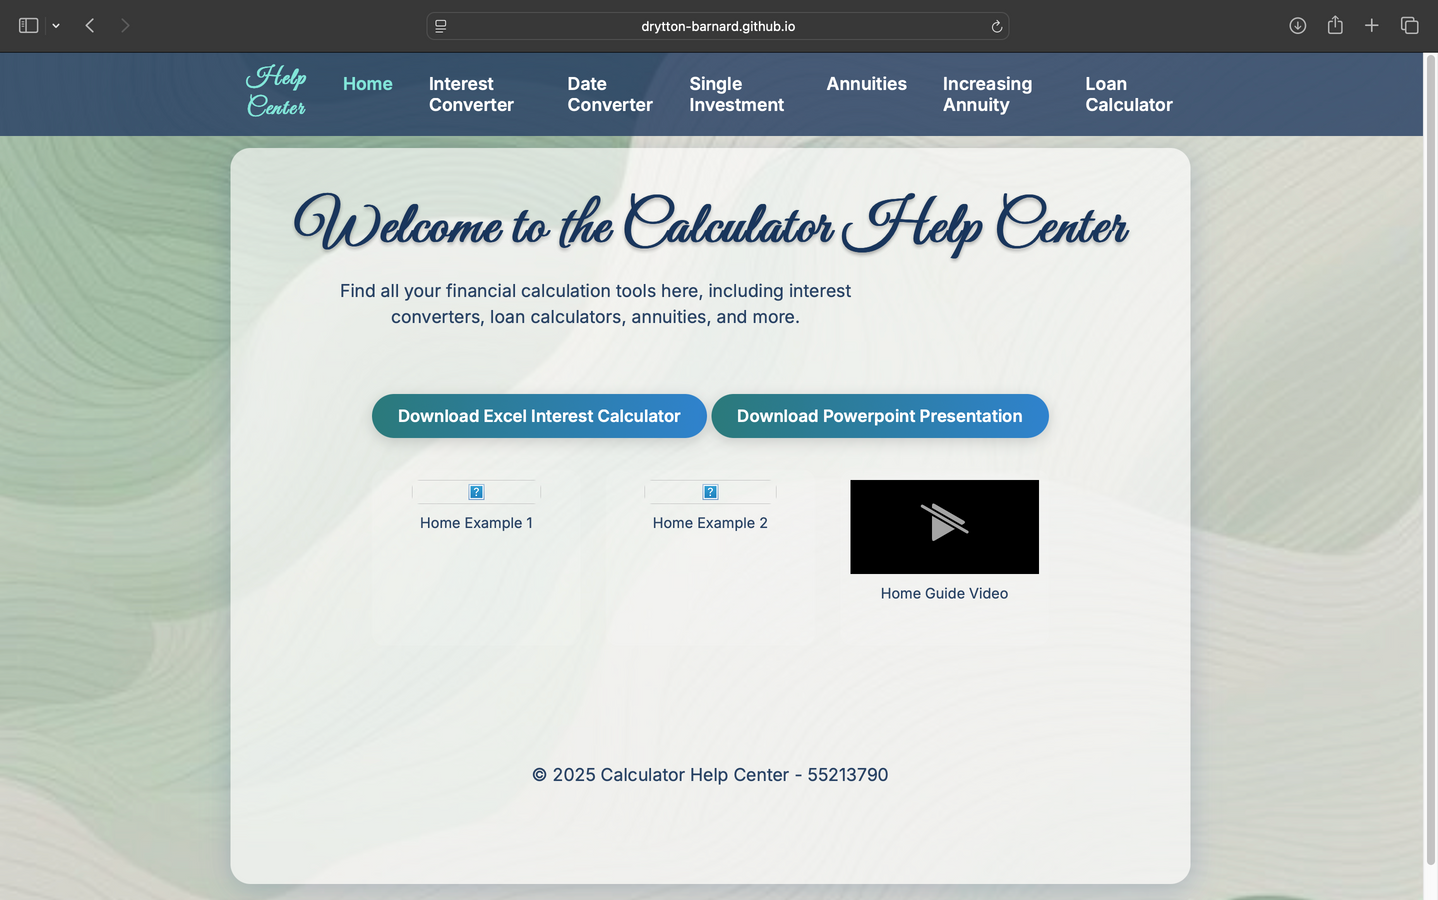 drytton-barnard.github.io
Help
Center
Home
Interest
Converter
Date
Converter
Single
Investment
Annuities
Increasing
Annuity
Loan
Calculator
Welcome to the Calculator Help Center
Find all your financial calculation tools here, including interest
converters, loan calculators, annuities, and more.
Download Excel Interest Calculator
Download Powerpoint Presentation
?
?
Home Example 1
Home Example 2
Home Guide Video
© 2025 Calculator Help Center - 55213790